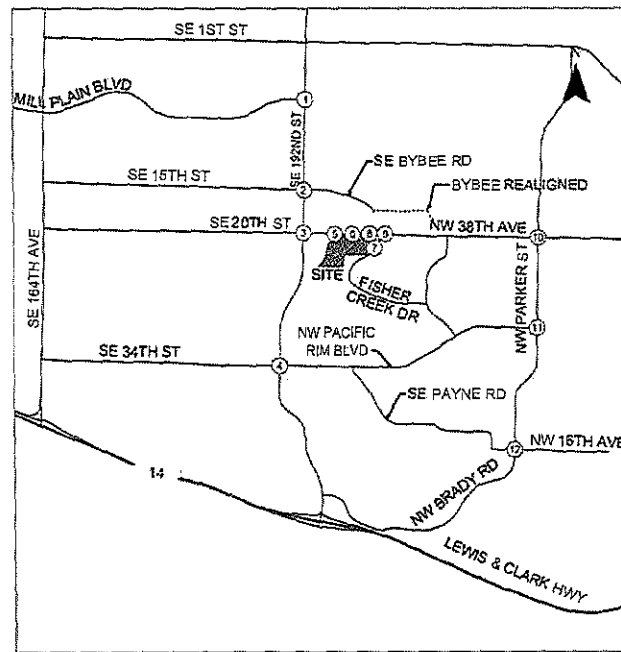 SE 1ST ST
N
MILL PLAIN BLVD
1
SE 192ND ST
SE BYBEE RD
SE 15TH ST
2
BYBEE REALIGNED
SE 20TH ST
3
5
6
8
9
NW 38TH AVE
10
7
SITE
SE 164TH AVE
FISHER
CREEK DR
NW PARKER ST
NW PACIFIC
RIM BLVD
11
SE 34TH ST
4
SE PAYNE RD
NW 16TH AVE
12
14
NW BRADY RD
LEWIS & CLARK HWY